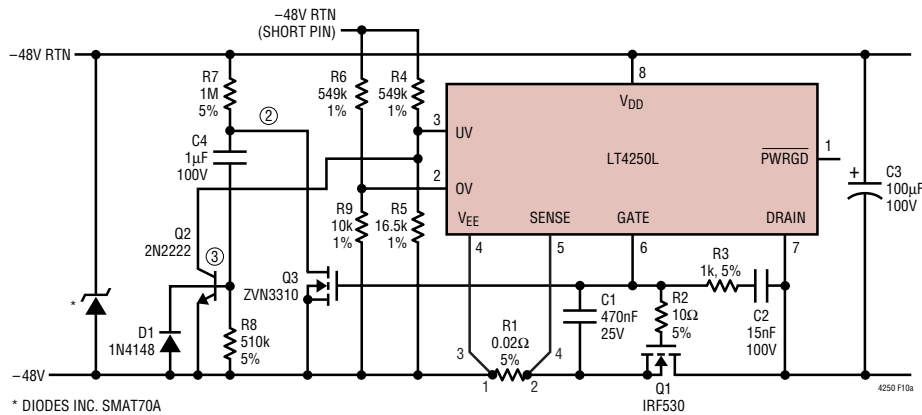 –48V RTN
(SHORT PIN)
–48V RTN
R7
1M
5%
R6
549k
1%
R4
549k
1%
8
VDD
②
3
UV
LT4250L
PWRGD
1
C4
1µF
100V
2
OV
C3
100µF
100V
+
Q2
2N2222
③
R9
10k
1%
R5
16.5k
1%
VEE
SENSE
GATE
DRAIN
4
5
6
7
Q3
ZVN3310
R3
1k, 5%
*
D1
1N4148
R8
510k
5%
C1
470nF
25V
R2
10Ω
5%
C2
15nF
100V
R1
0.02Ω
5%
3
4
–48V
1
2
Q1
IRF530
4250 F10a
* DIODES INC. SMAT70A